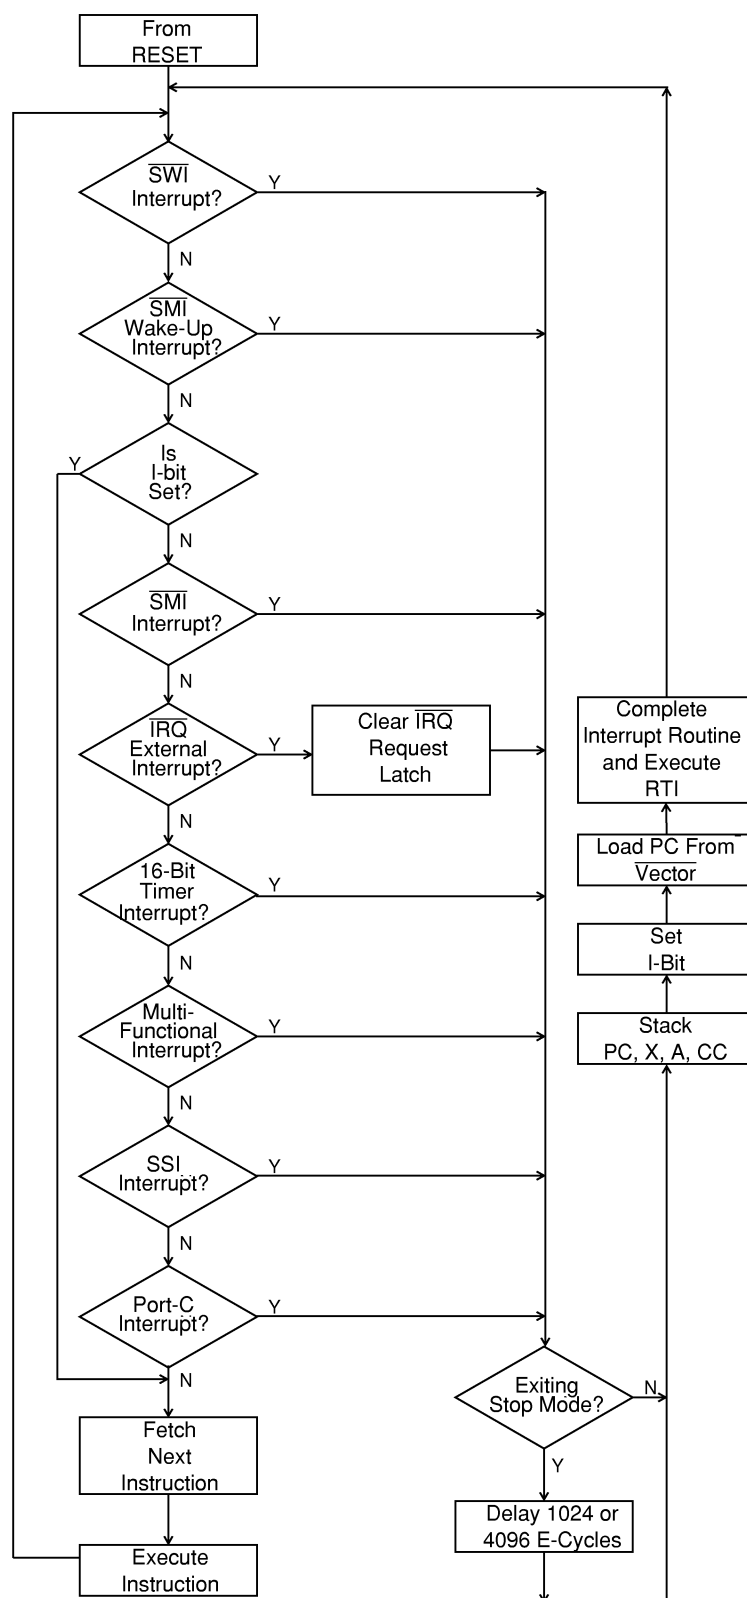 From
RESET
SWI
Interrupt?
Y
N
SMI
Wake-Up
Interrupt?
Y
N
Is
I-bit
Set?
Y
N
SMI
Interrupt?
Y
N
IRQ
External
Interrupt?
Y
N
Clear IRQ
Request
Latch
16-Bit
Timer
Interrupt?
Y
N
Multi-
Functional
Interrupt?
Y
N
SSI
Interrupt?
Y
N
Port-C
Interrupt?
Y
N
Fetch
Next
Instruction
Execute
Instruction
Exiting
Stop Mode?
N
Y
Delay 1024 or
4096 E-Cycles
Complete
Interrupt Routine
and Execute
RTI
Load PC From
Vector
Set
I-Bit
Stack
PC, X, A, CC